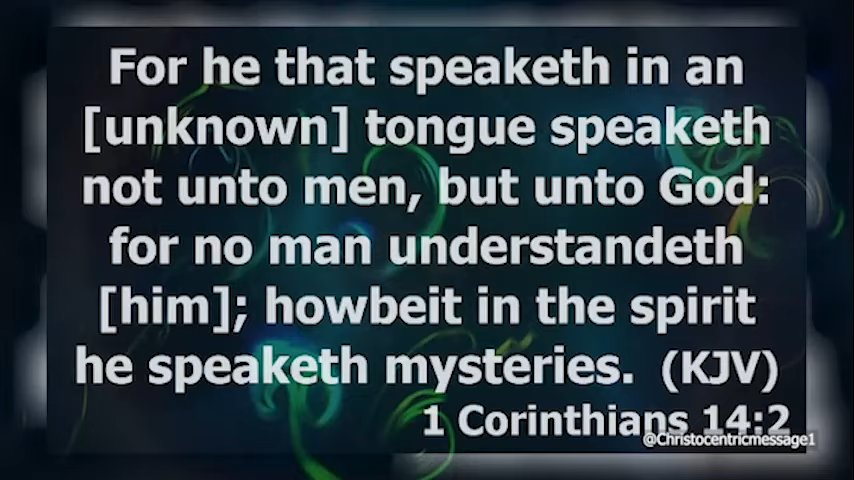 For he that speaketh in an
[unknown] tongue speaketh
not unto men, but unto God:
for no man understandeth
[him]; howbeit in the spirit
he speaketh mysteries. (KJV)
1 Corinthians 14:2
@Christocentricmessage1